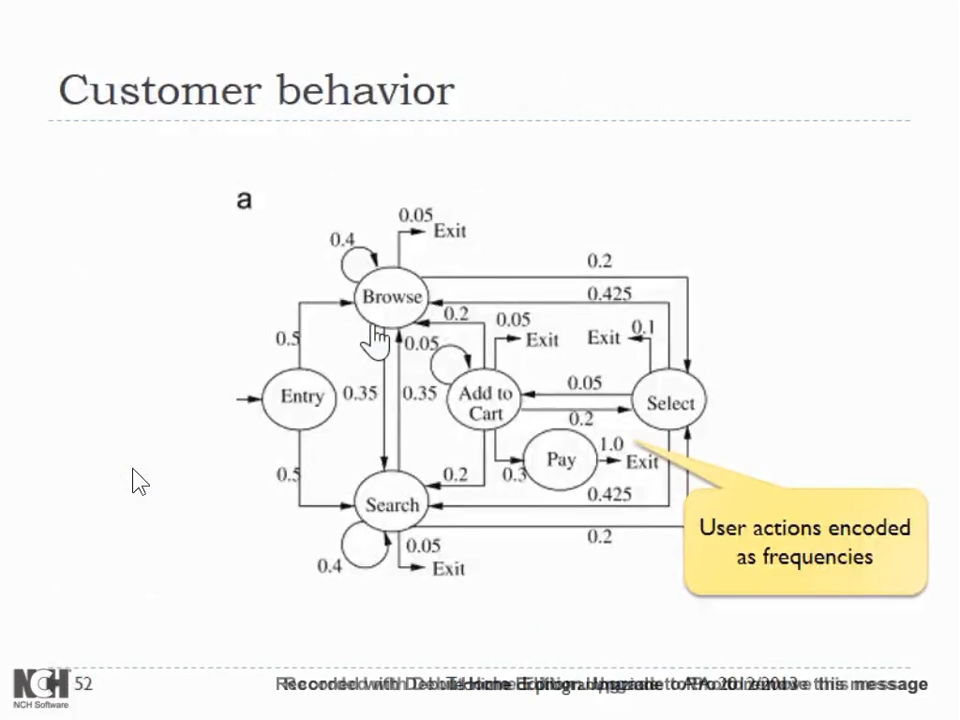 Customer behavior
a
0.05
Exit
0.4
0.2
Browse
0.425
0.2
0.05
Exit
Exit
0.1
0.5
0.05
Entry
0.35
0.35
Add to
Cart
0.05
Select
0.2
1.0
Pay
Exit
0.5
0.2
0.3
Search
0.425
0.2
0.05
0.4
Exit
User actions encoded
as frequencies
NCH
NCH Software
52